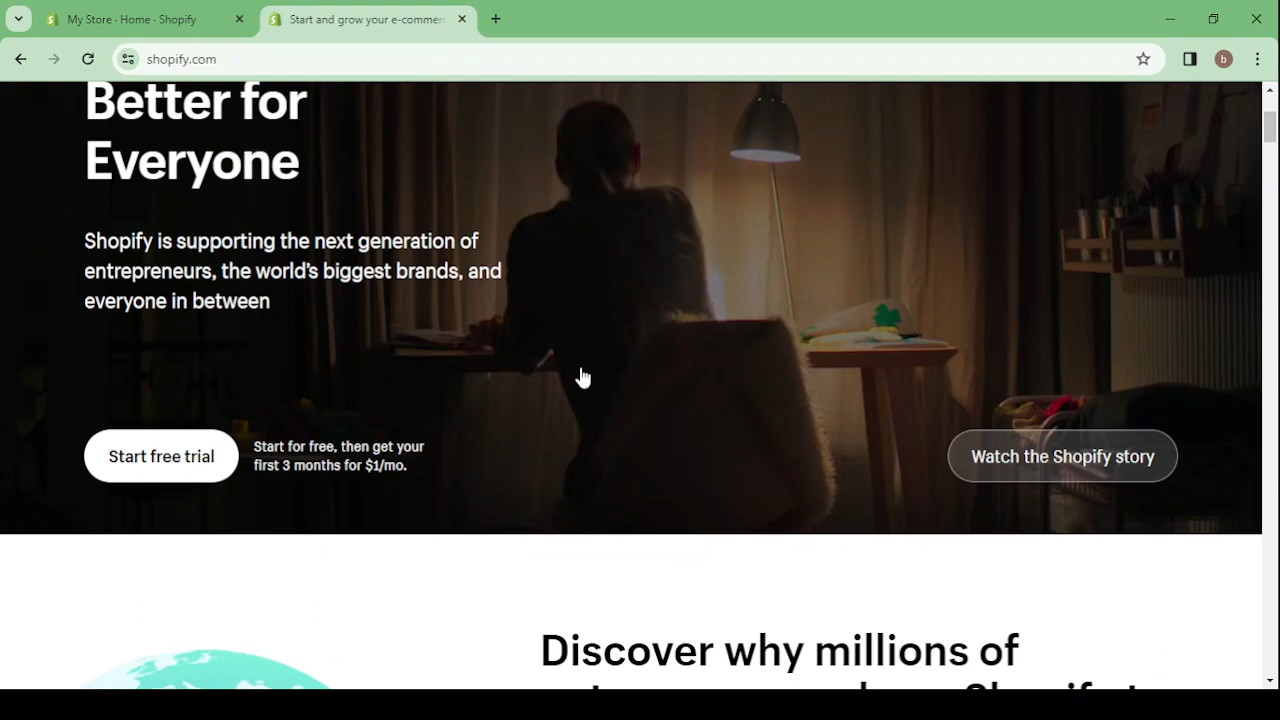 My Store · Home · Shopify
Start and grow your e-commer
shopify.com
b
Better for
Everyone
Shopify is supporting the next generation of
entrepreneurs, the world's biggest brands, and
everyone in between
Start free trial
Start for free, then get your
first 3 months for $1/mo.
Watch the Shopify story
Discover why millions of